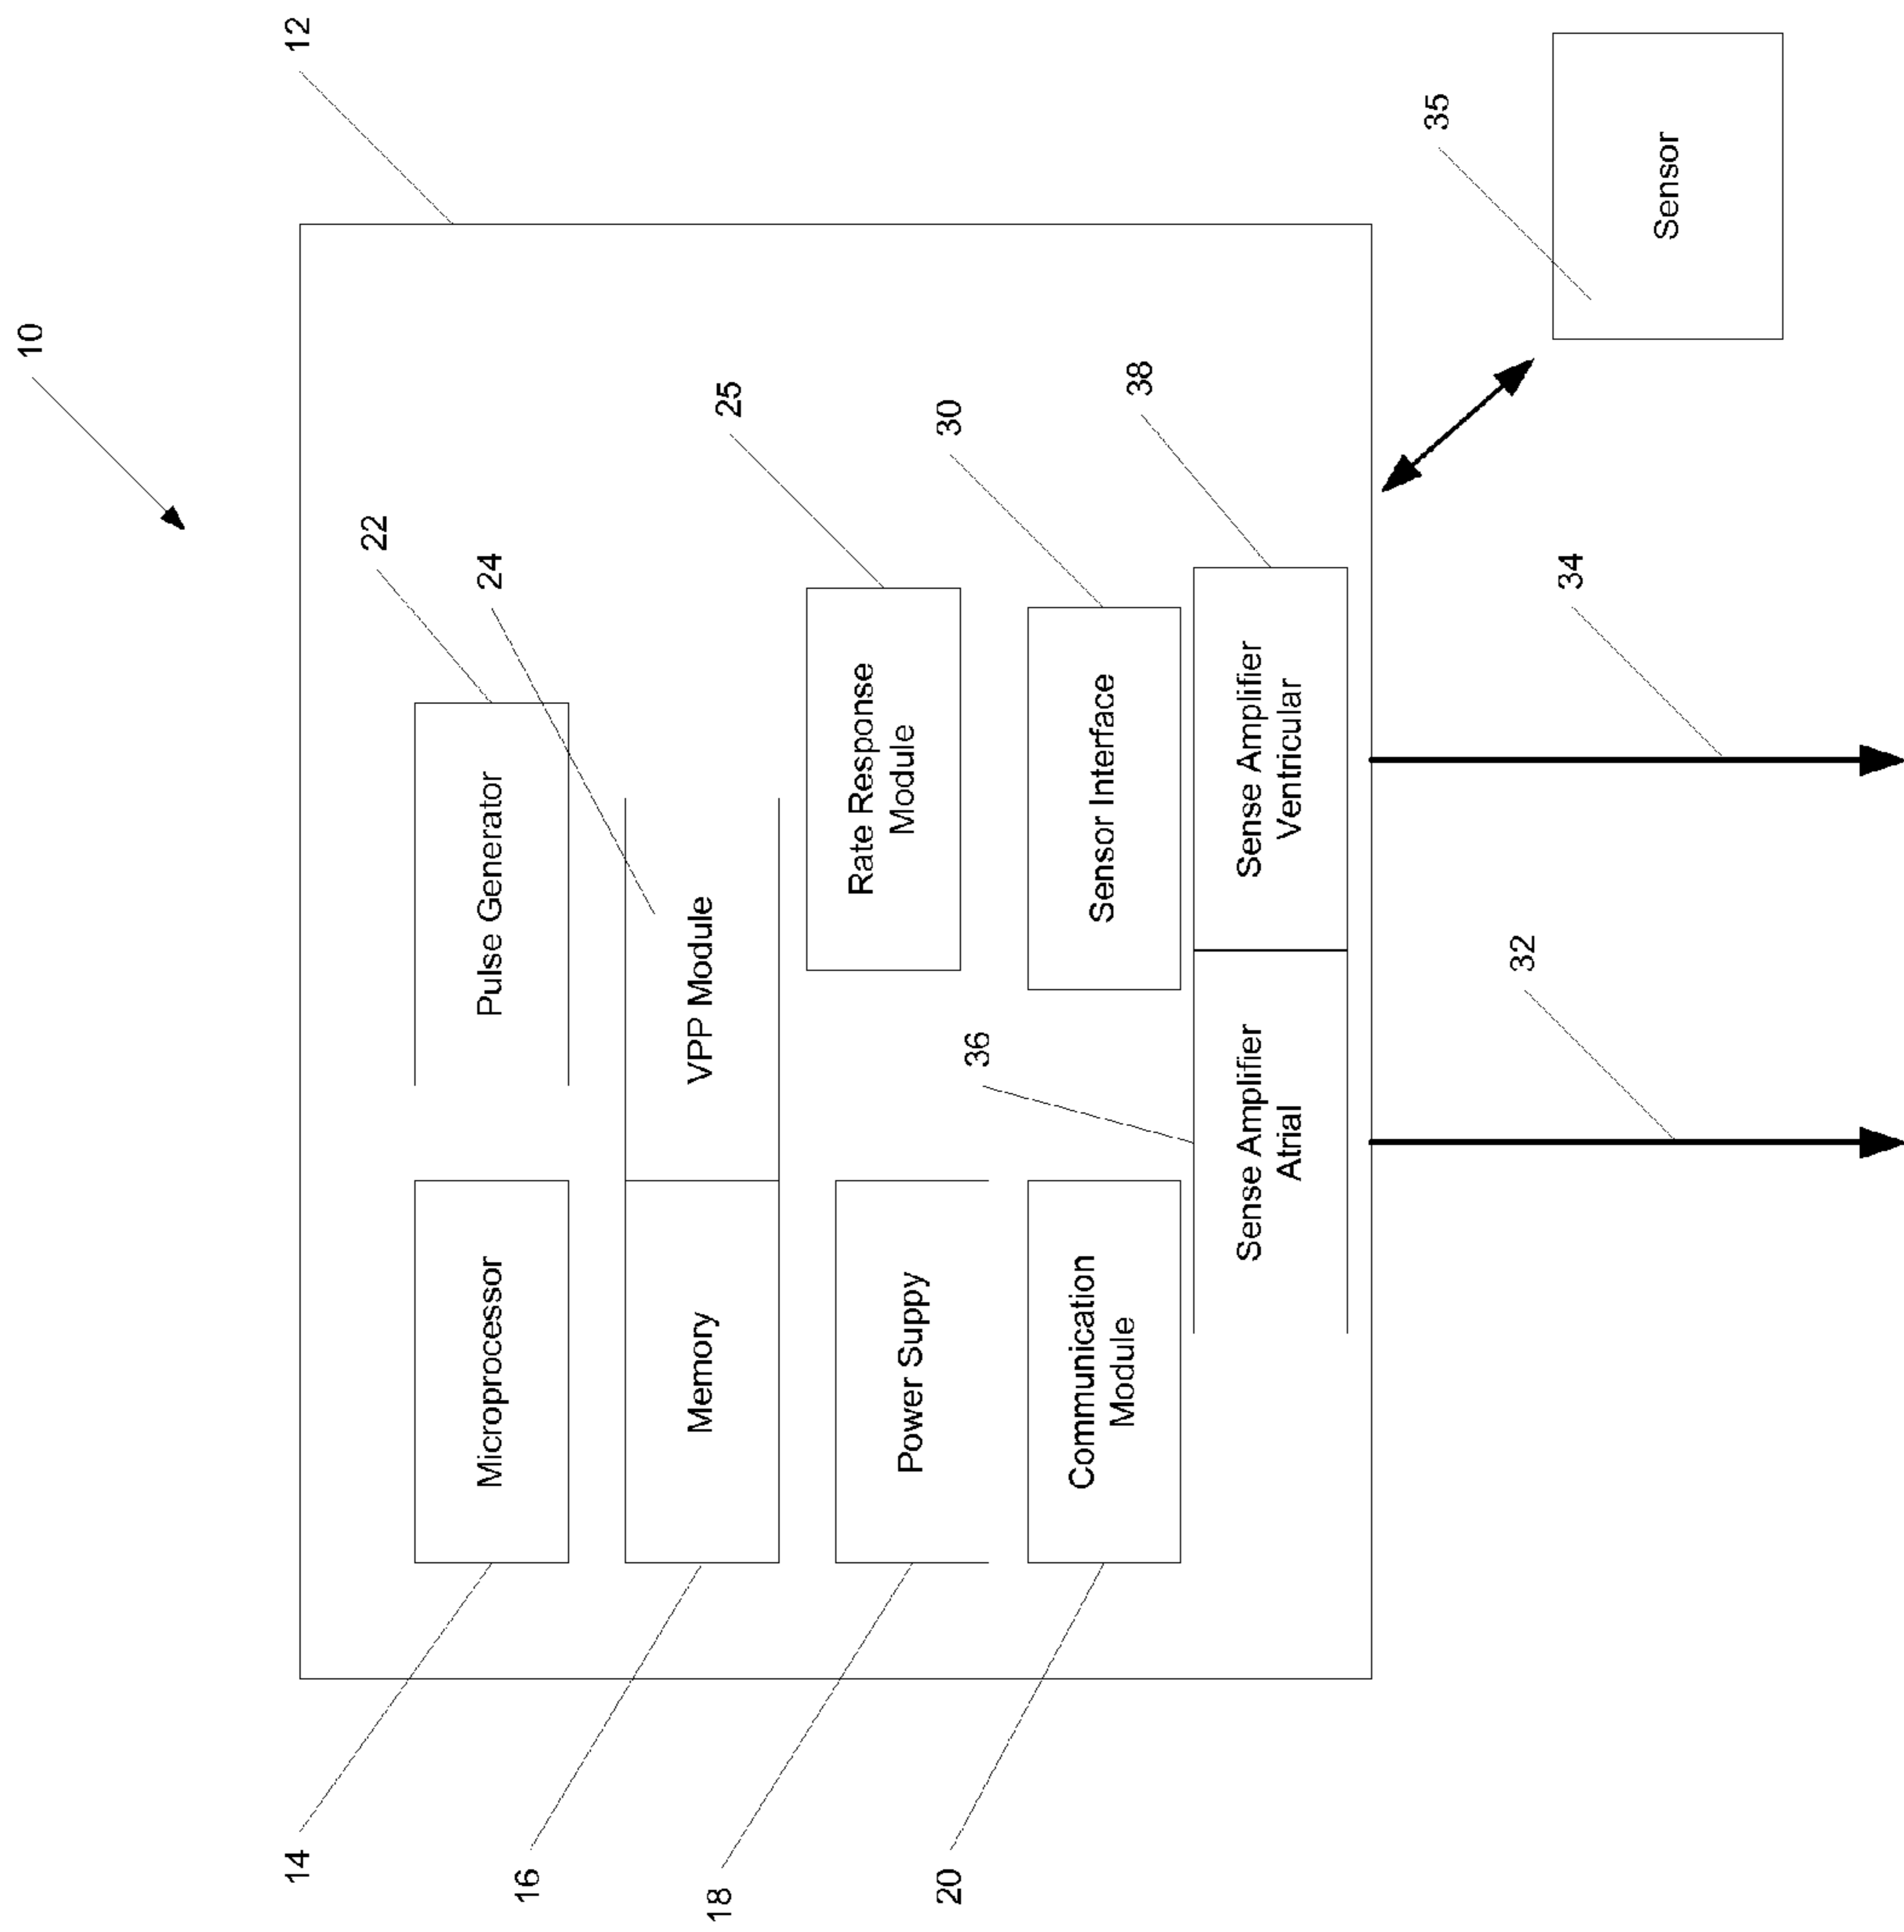 10
12
14
Microprocessor
Pulse Generator
22
24
16
Memory
VPP Module
25
18
Power Suppy
Rate Response
Module
36
30
20
Communication
Module
Sensor Interface
38
Sense Amplifier
Atrial
Sense Amplifier
Ventricular
35
Sensor
32
34